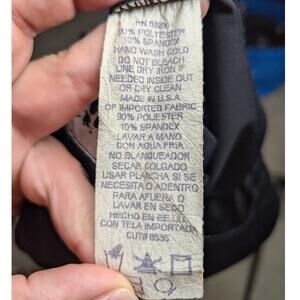 90% POLYESTER
10% SPANDEX
HAND WASH COLD
DO NOT BLEACH
LINE DRY IRON IF
NEEDED INSIDE OUT
OR DRY CLEAN
MADE IN U.S.A
OF IMPORTED FABRIC
90% POLIESTER
10% SPANDEX
LAVAR A MANO
CON AGUA FRIA
NO BLANQUEADOR
SECAR COLGADO
USAR PLANCHA SI SE
NECESITA O ADENTRO
PARA AFUERA O
LAVAR EN SECO
HECHO EN EE.UU
CON TELA IMPORTADA
CUT# 8535